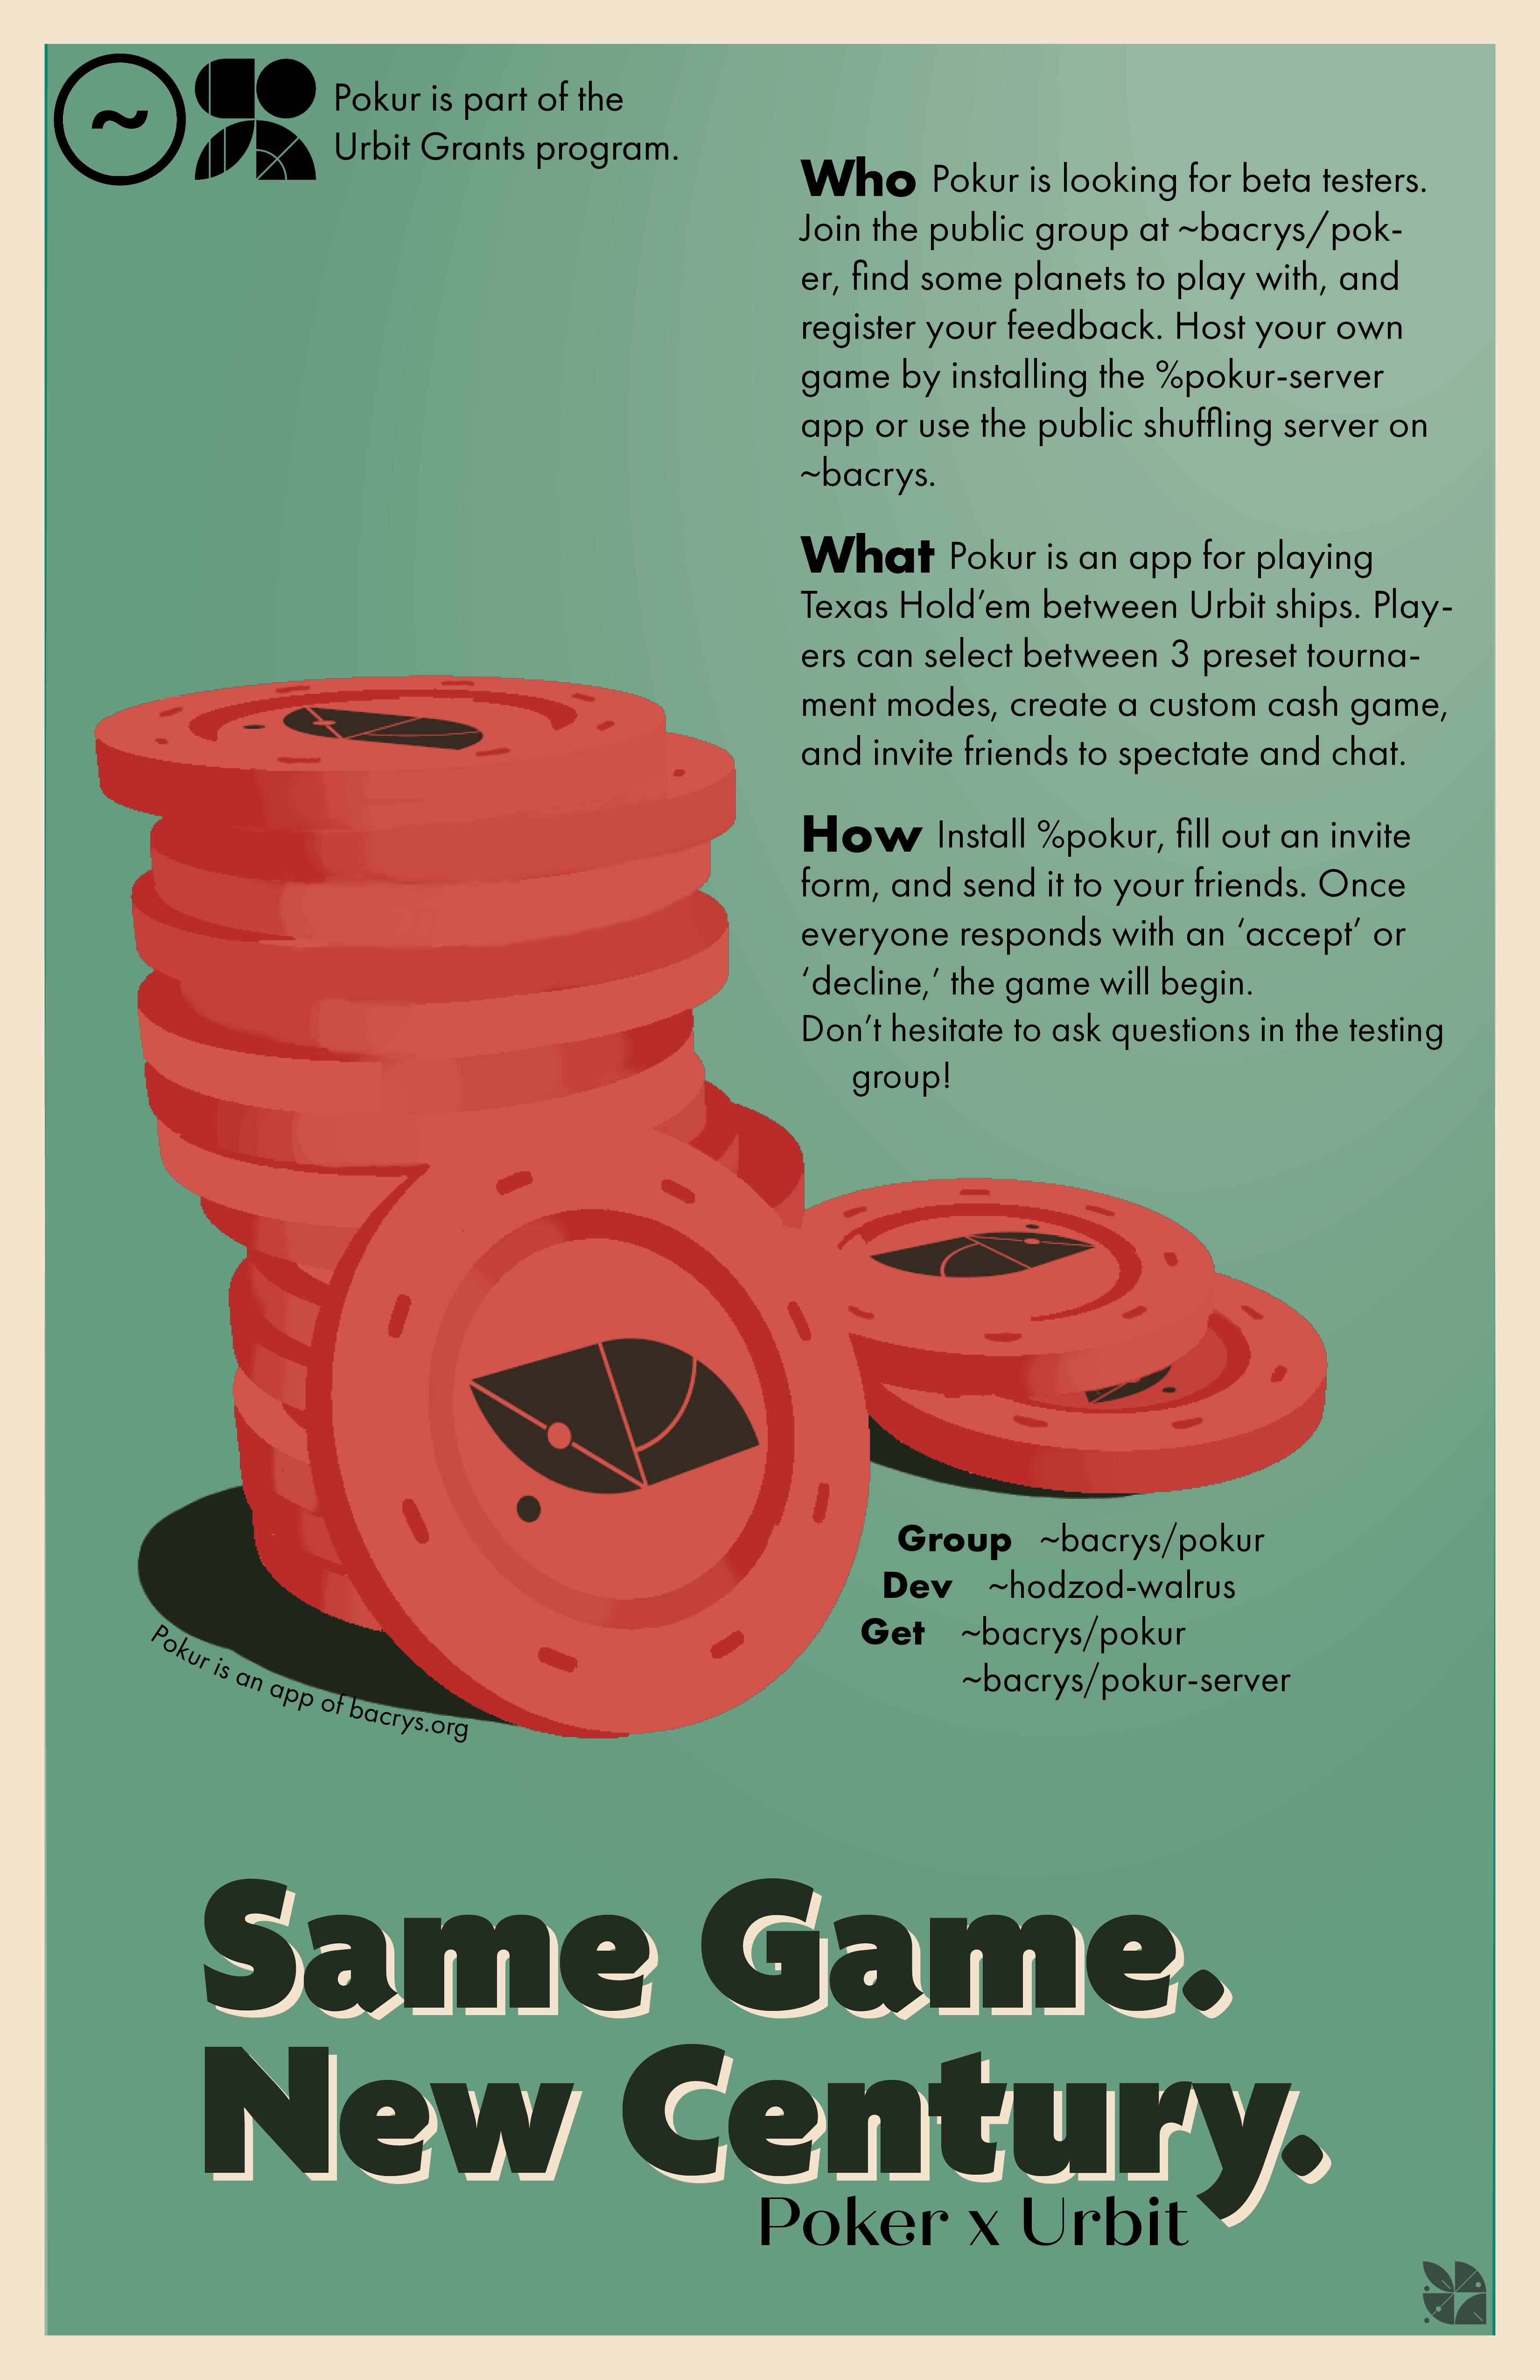 ~
Pokur is part of the
Urbit Grants program.
Who Pokur is looking for beta testers.
Join the public group at ~bacrys/pok-
er, find some planets to play with, and
register your feedback. Host your own
game by installing the %pokur-server
app or use the public shuffling server on
~bacrys.
What Pokur is an app for playing
Texas Hold’em between Urbit ships. Play-
ers can select between 3 preset tourna-
ment modes, create a custom cash game,
and invite friends to spectate and chat.
How Install %pokur, fill out an invite
form, and send it to your friends. Once
everyone responds with an ‘accept’ or
‘decline,’ the game will begin.
Don’t hesitate to ask questions in the testing
group!
Group ~bacrys/pokur
Dev ~hodzod-walrus
Get ~bacrys/pokur
~bacrys/pokur-server
Pokur is an app of bacrys.org
Same Game.
New Century.
Poker x Urbit